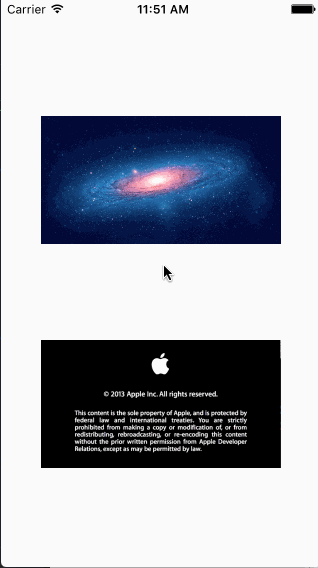 Carrier 11:51 AM
© 2013 Apple Inc. All rights reserved.
This content is the sole property of Apple, and is protected by
federal law and international treaties. You are strictly
prohibited from making a copy or modification of, or from
redistributing, rebroadcasting, or re-encoding this content
without the prior written permission from Apple Developer
Relations, except as may be permitted by law.